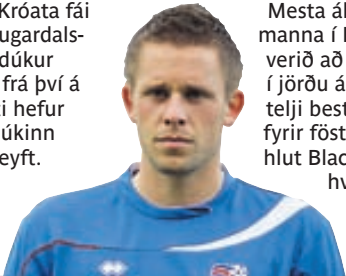 Króata fái
ugardals-
dúkur
frá því á
i hefur
úkinn
eyft.
Mesta ál
manna í
verið að
í jörðu á
telji best
fyrir föst
hlut Blac
hv